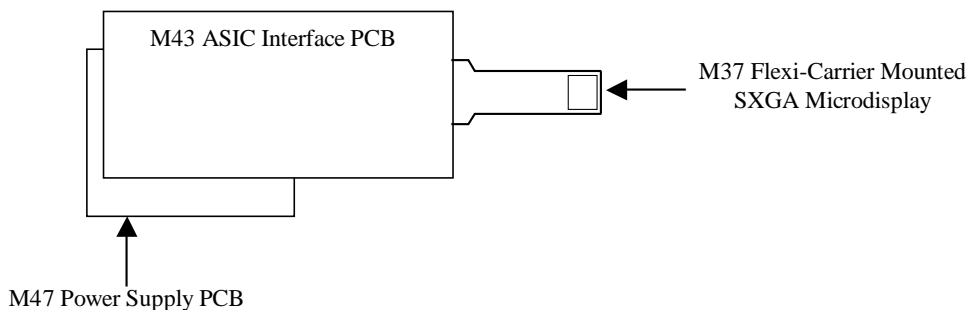 M43 ASIC Interface PCB
M37 Flexi-Carrier Mounted
SXGA Microdisplay
M47 Power Supply PCB